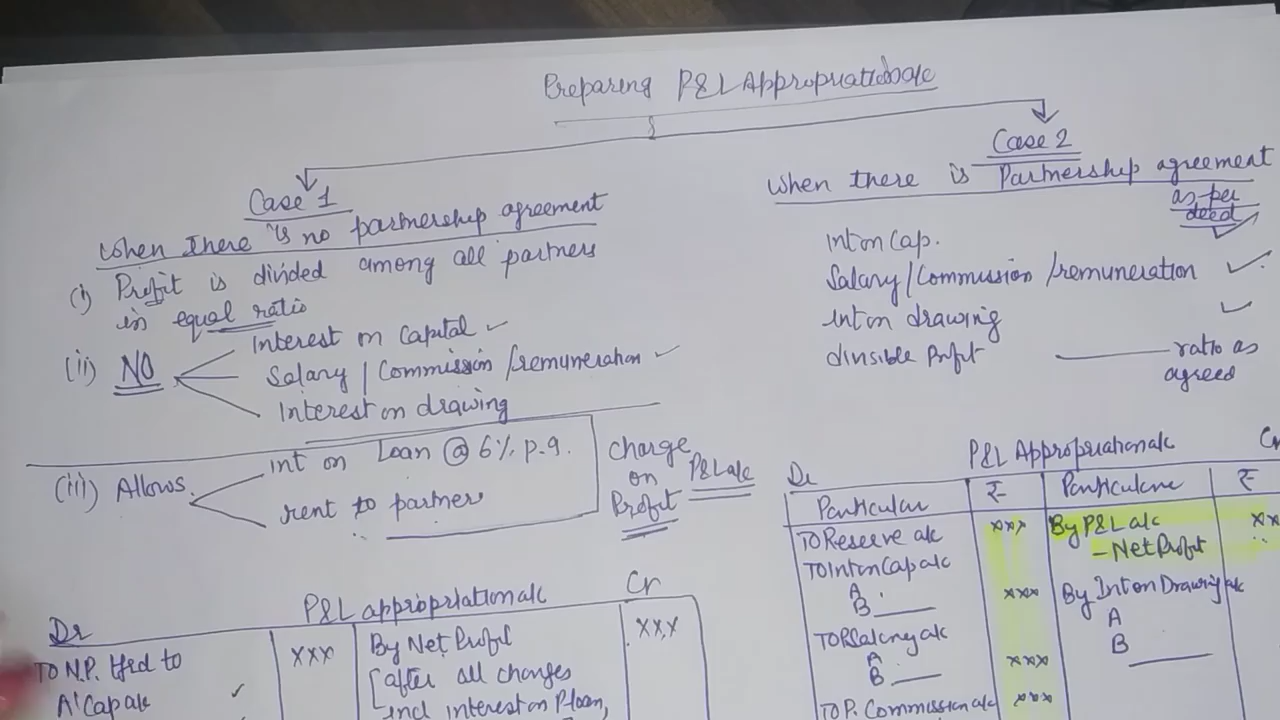 Preparing P&L Appropriation a/c
Case 1
When there is no partnership agreement
(i) Profit is divided among all partners
in equal ratio
(ii) NO
Interest on Capital ✓
Salary / Commission / remuneration ✓
Interest on drawing
(iii) Allows
int on Loan @ 6% p.a.
rent to partner
Charge
on
Profit
P&L a/c
Case 2
When there is Partnership agreement
as per
deed
Int on Cap.
Salary / Commission / remuneration ✓
Int on drawing ✓
divisible Profit
ratio as
agreed
P&L appropriation a/c
Dr Cr
To N.P. tfd to xxx By Net Profit xxx
A' Cap a/c ✓ [after all charges
incl interest on P. loan,
P&L Appropriation a/c
Dr Cr
Particular ₹ Particular ₹
To Reserve a/c xxx By P&L a/c xx
- Net Profit
To Int on Cap a/c
A
B xxx By Int on Drawing a/c
A
B
To P. Salary a/c
A
B xxx
To P. Commission a/c xxx